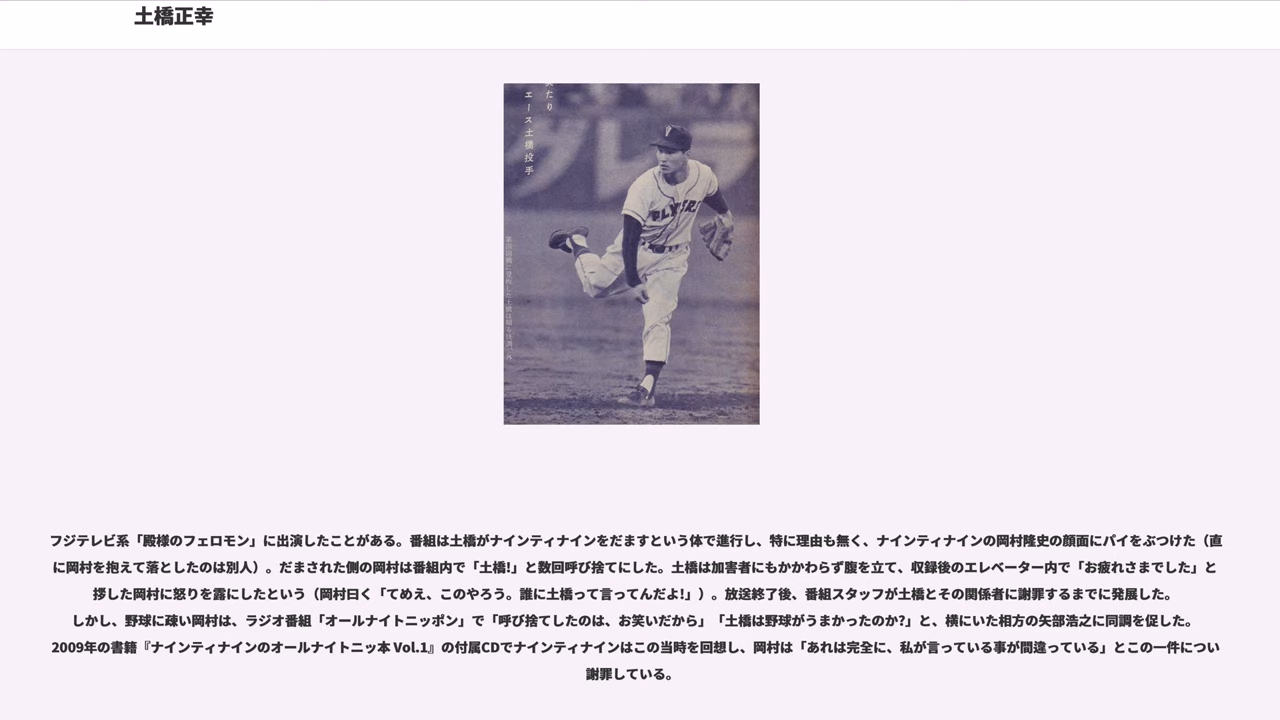 土橋正幸
たり
エース土橋投手
タレラ
FLYERS
フジテレビ系「殿様のフェロモン」に出演したことがある。番組は土橋がナインティナインをだますという体で進行し、特に理由も無く、ナインティナインの岡村隆史の顔面にパイをぶつけた（直
に岡村を抱えて落としたのは別人）。だまされた側の岡村は番組内で「土橋!」と数回呼び捨てにした。土橋は加害者にもかかわらず腹を立て、収録後のエレベーター内で「お疲れさまでした」と
挨拶した岡村に怒りを露にしたという（岡村曰く「てめえ、このやろう。誰に土橋って言ってんだよ!」）。放送終了後、番組スタッフが土橋とその関係者に謝罪するまでに発展した。
しかし、野球に疎い岡村は、ラジオ番組「オールナイトニッポン」で「呼び捨てしたのは、お笑いだから」「土橋は野球がうまかったのか?」と、横にいた相方の矢部浩之に同調を促した。
2009年の書籍『ナインティナインのオールナイトニッ本 Vol.1』の付属CDでナインティナインはこの当時を回想し、岡村は「あれは完全に、私が言っている事が間違っている」とこの一件につい
謝罪している。